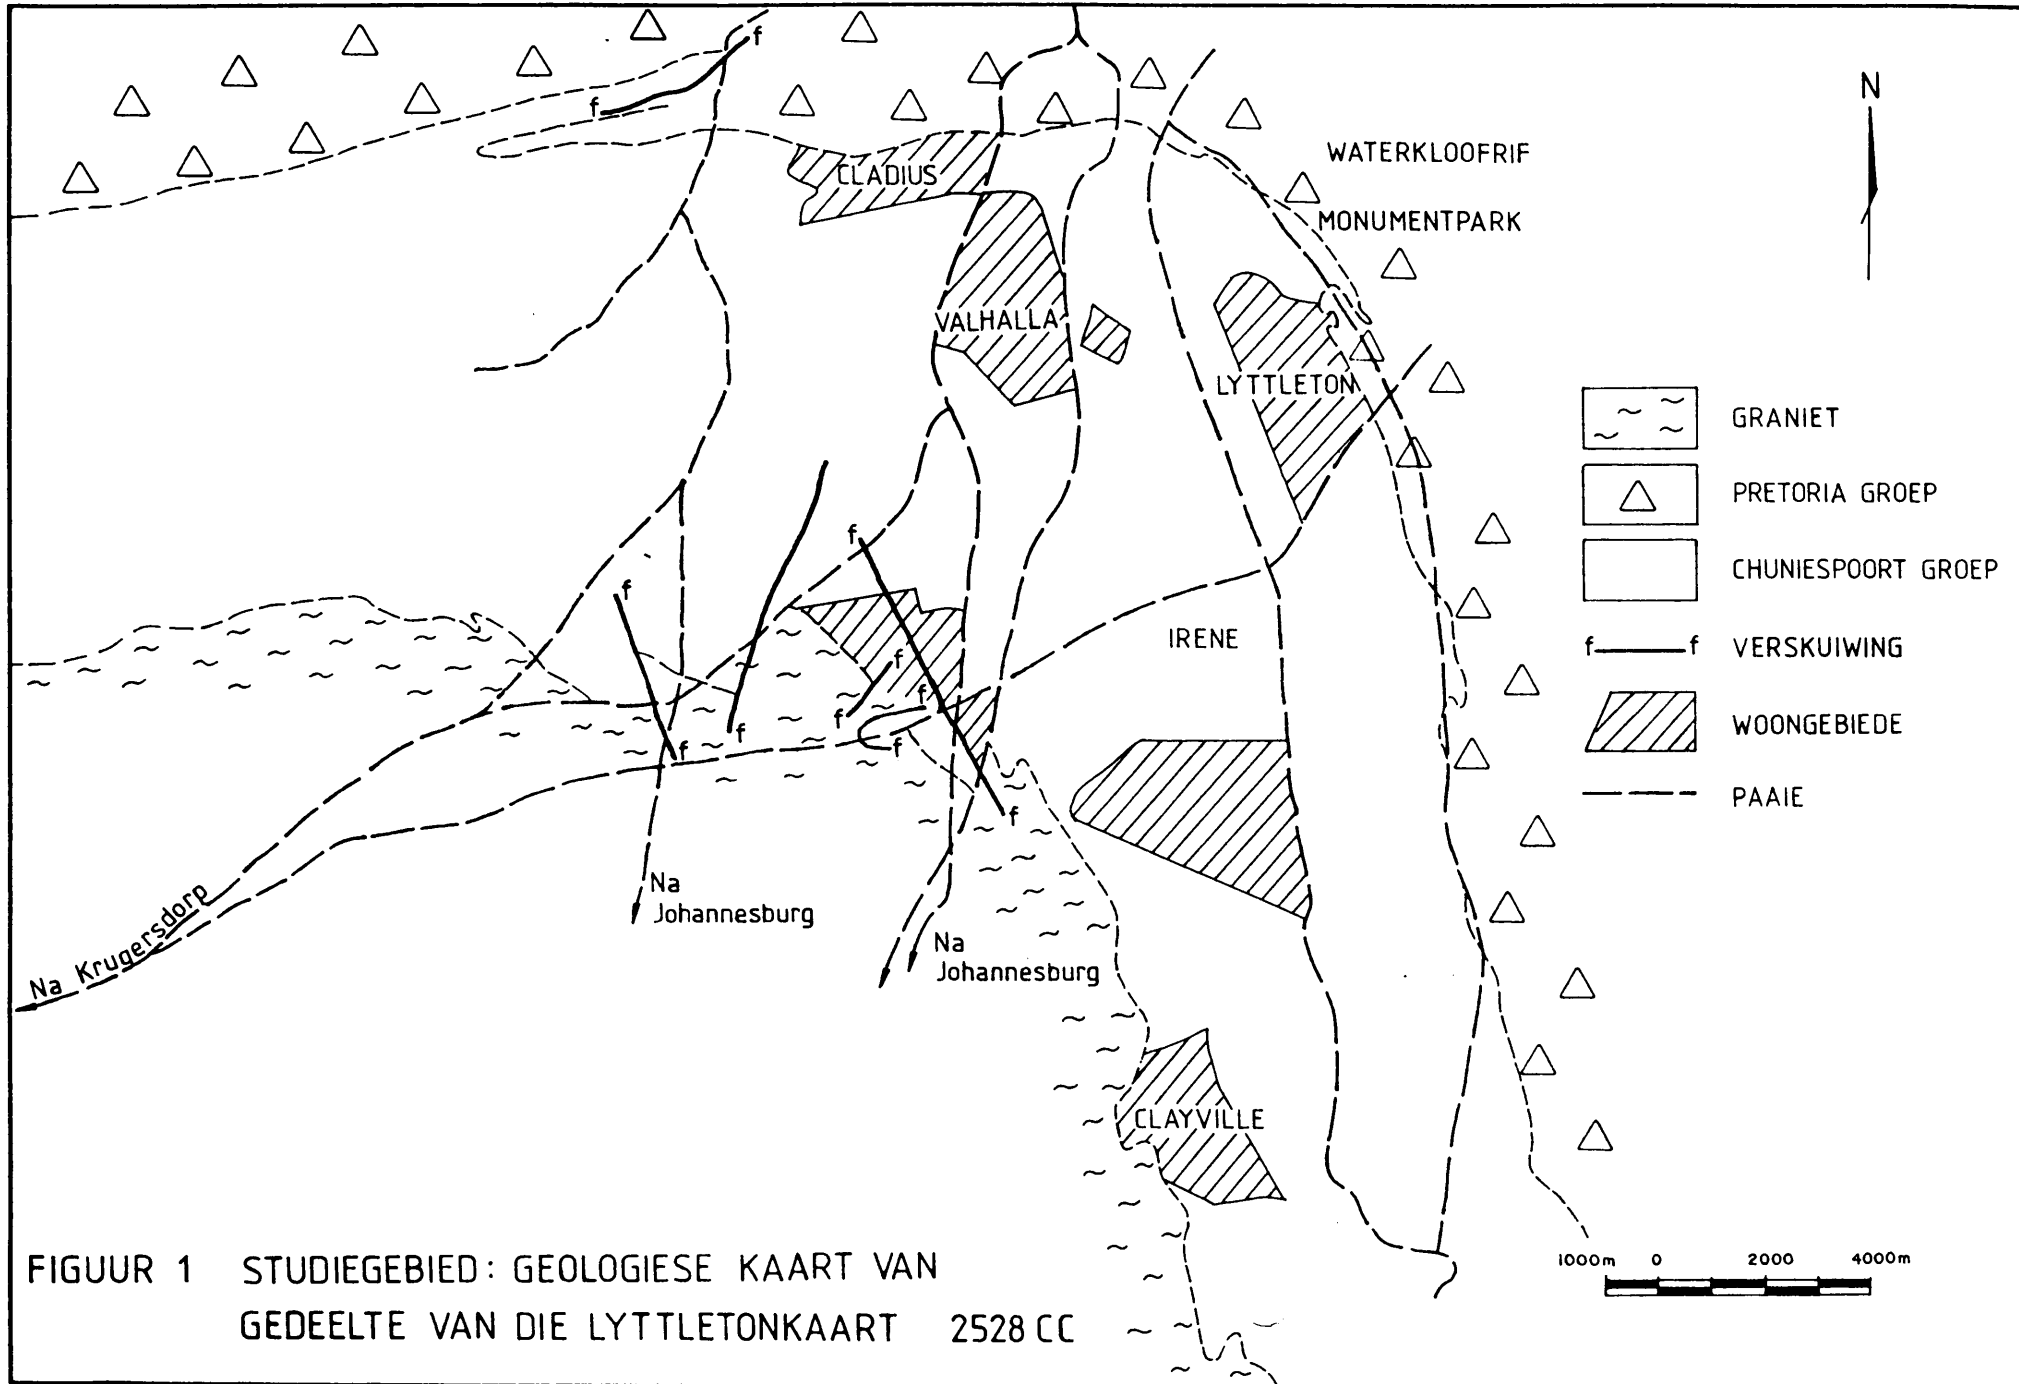 f
f
N
WATERKLOOFRIF
CLADIUS
MONUMENTPARK
VALHALLA
LYTTLETON
GRANIET
PRETORIA GROEP
f
CHUNIESPOORT GROEP
f
IRENE
f f VERSKUIWING
f
f
WOONGEBIEDE
f
f
f
f
PAAIE
f
Na
Johannesburg
Na Krugersdorp
Na
Johannesburg
CLAYVILLE
1000m 0 2000 4000m
FIGUUR 1 STUDIEGEBIED: GEOLOGIESE KAART VAN
GEDEELTE VAN DIE LYTTLETONKAART 2528 CC